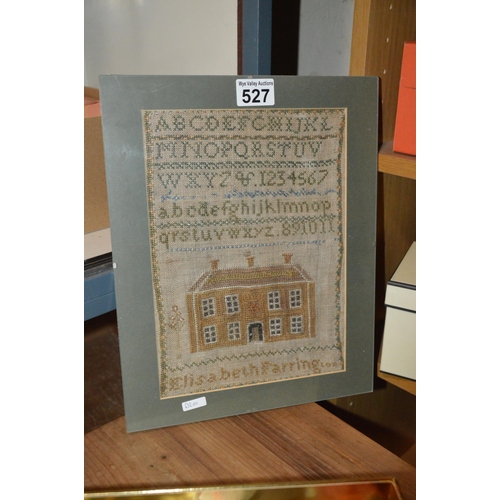 Wye Valley Auctions
527
ABCDEFGHIJKL
MNOPQRSTUV
WXYZ &.1234567
abcdefghijklmnop
qrstuvwxyz.891011
Elisabeth Farring